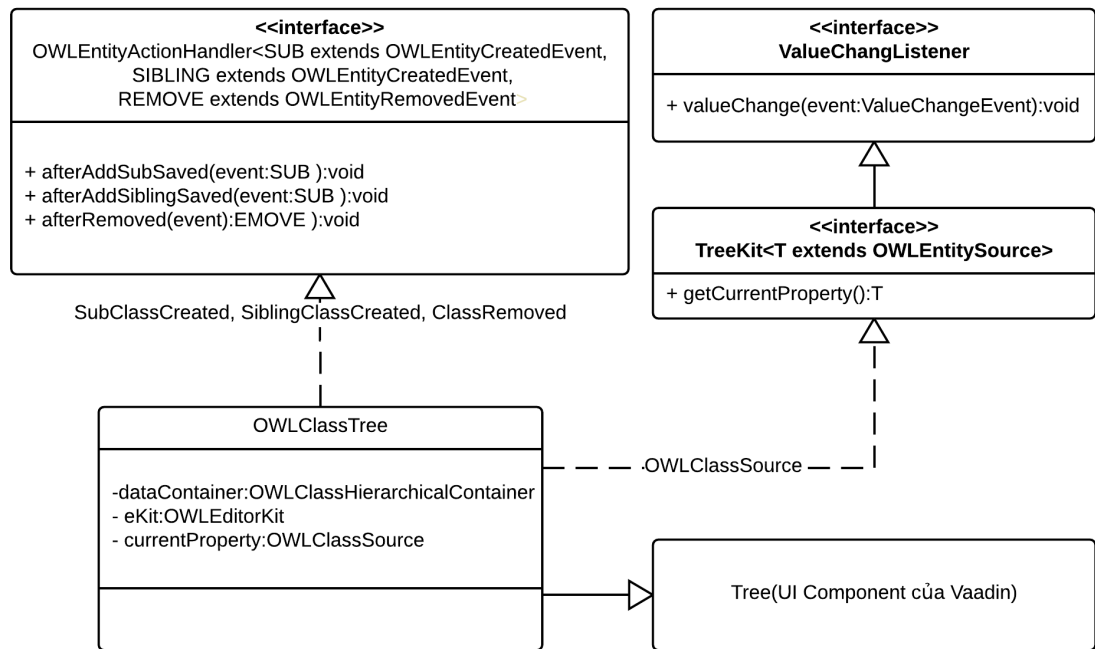 <<interface>>
OWLEntityActionHandler<SUB extends OWLEntityCreatedEvent,
SIBLING extends OWLEntityCreatedEvent,
REMOVE extends OWLEntityRemovedEvent>
+ afterAddSubSaved(event:SUB ):void
+ afterAddSiblingSaved(event:SUB ):void
+ afterRemoved(event):EMOVE ):void
<<interface>>
ValueChangListener
+ valueChange(event:ValueChangeEvent):void
<<interface>>
TreeKit<T extends OWLEntitySource>
+ getCurrentProperty():T
SubClassCreated, SiblingClassCreated, ClassRemoved
OWLClassTree
-dataContainer:OWLClassHierarchicalContainer
- eKit:OWLEditorKit
- currentProperty:OWLClassSource
OWLClassSource
Tree(UI Component của Vaadin)